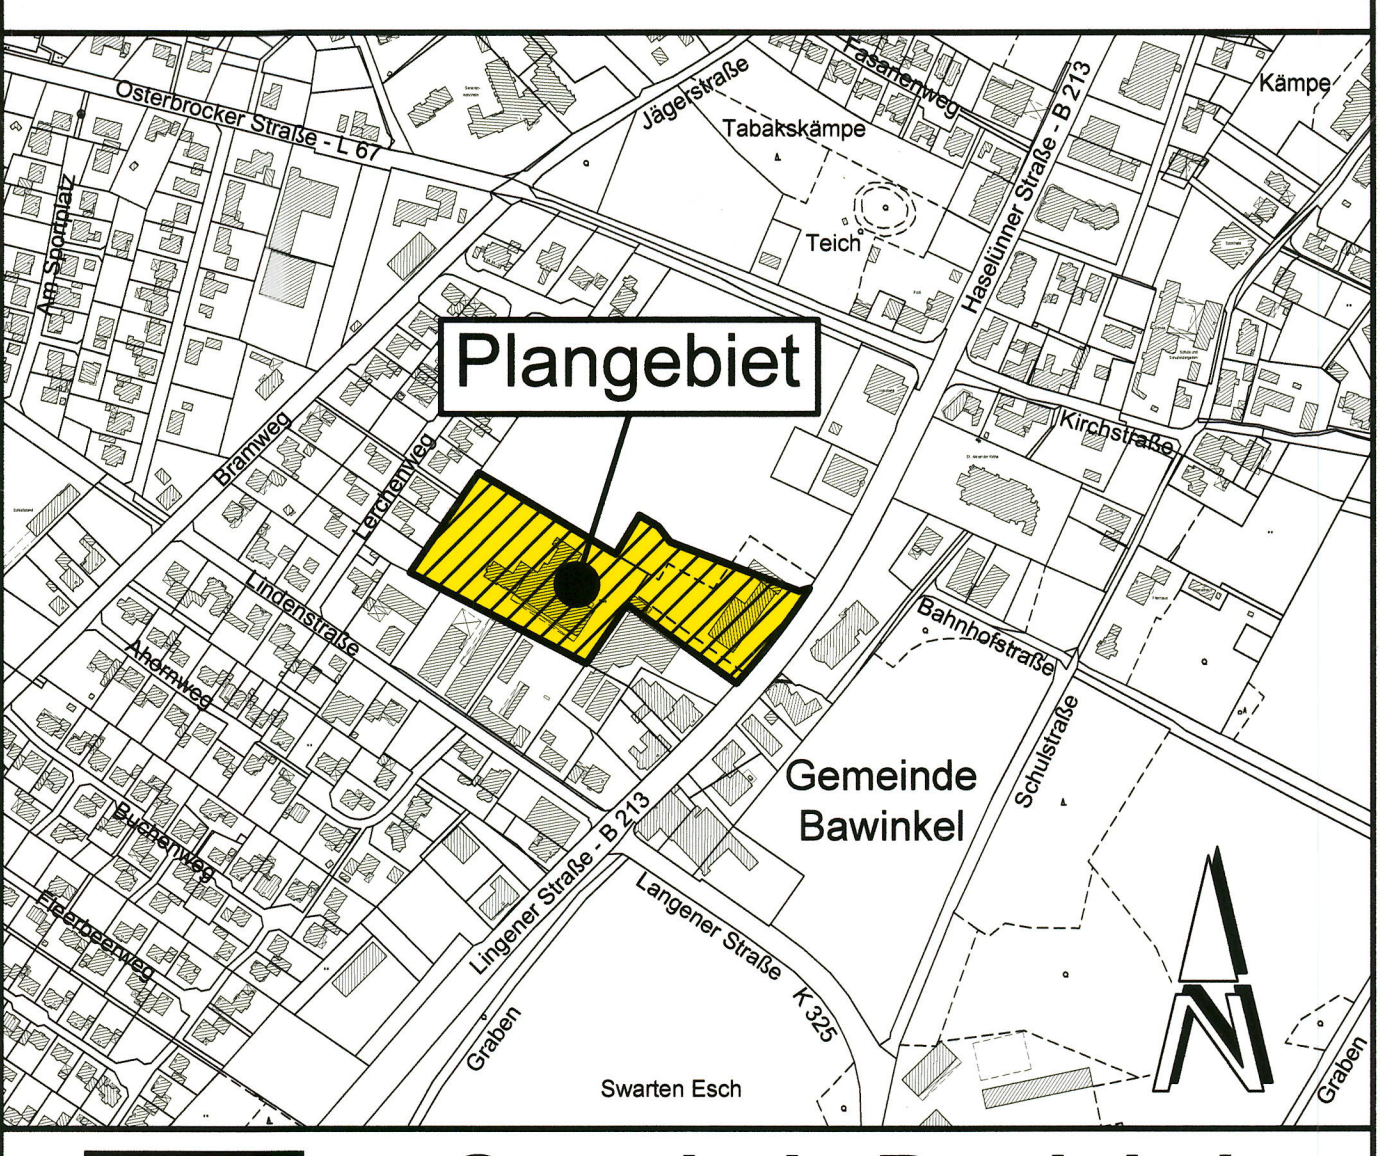 Kämpe
Fasanenweg
Jägerstraße
Osterbrocker Straße - L 67
Tabakskämpe
Haselünner Straße - B 213
Am Sportplatz
Teich
Plangebiet
Kirchstraße
Bramweg
Lerchenweg
Lindenstraße
Bahnhofstraße
Ahornweg
Schulstraße
Gemeinde
Bawinkel
Buchenweg
Lingener Straße - B 213
Langener Straße
K 325
Fleerbeerweg
Graben
Graben
Swarten Esch
N